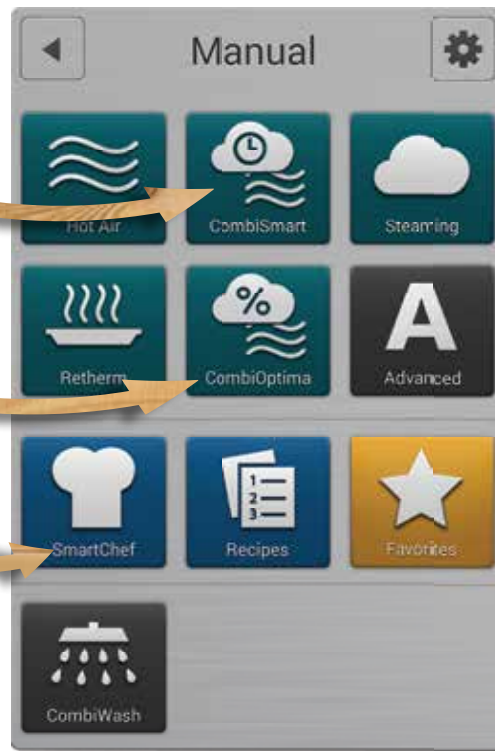 Manual
Hot Air CombiSmart Steaming
%
Retherm CombiOptima A Advanced
1
2
3
SmartChef Recipes Favorites
CombiWash